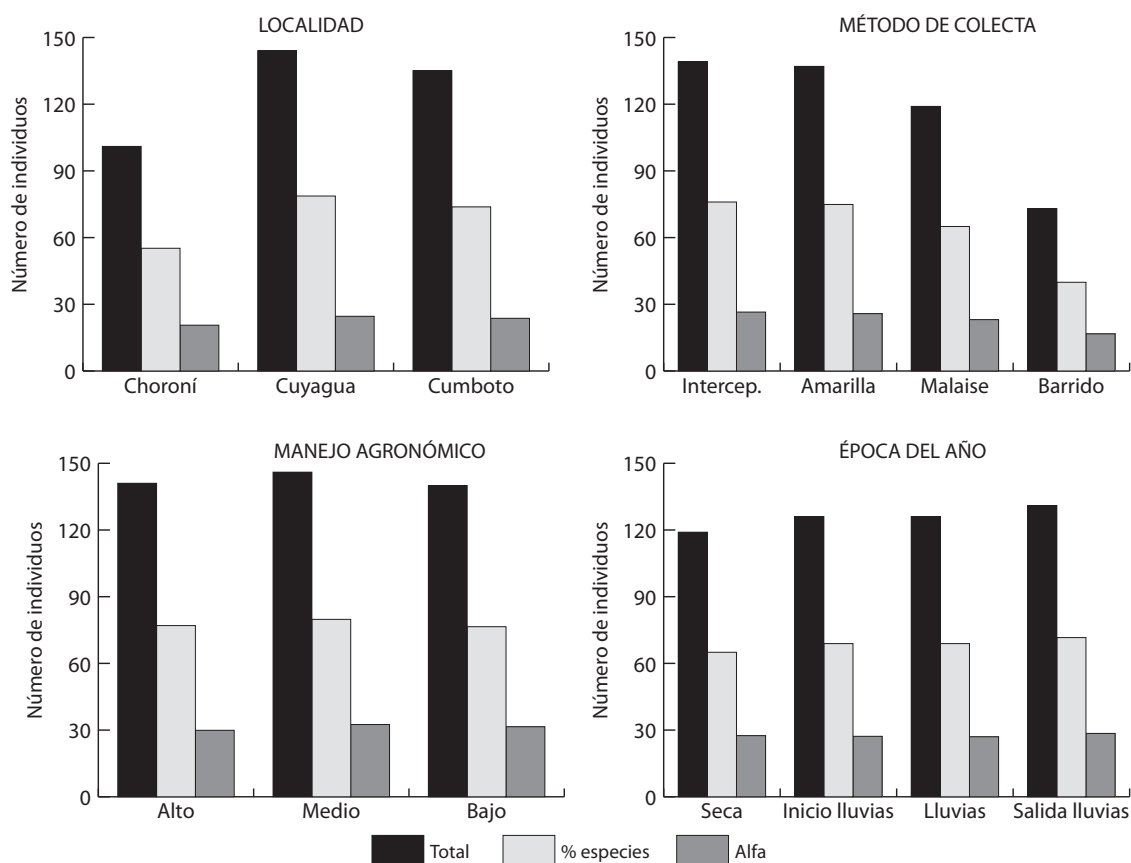 LOCALIDAD
Número de individuos
150
120
90
60
30
0
Choroní Cuyagua Cumboto
MÉTODO DE COLECTA
Número de individuos
150
120
90
60
30
0
Intercep. Amarilla Malaise Barrido
MANEJO AGRONÓMICO
Número de individuos
150
120
90
60
30
0
Alto Medio Bajo
ÉPOCA DEL AÑO
Número de individuos
150
120
90
60
30
0
Seca Inicio lluvias Lluvias Salida lluvias
Total % especies Alfa